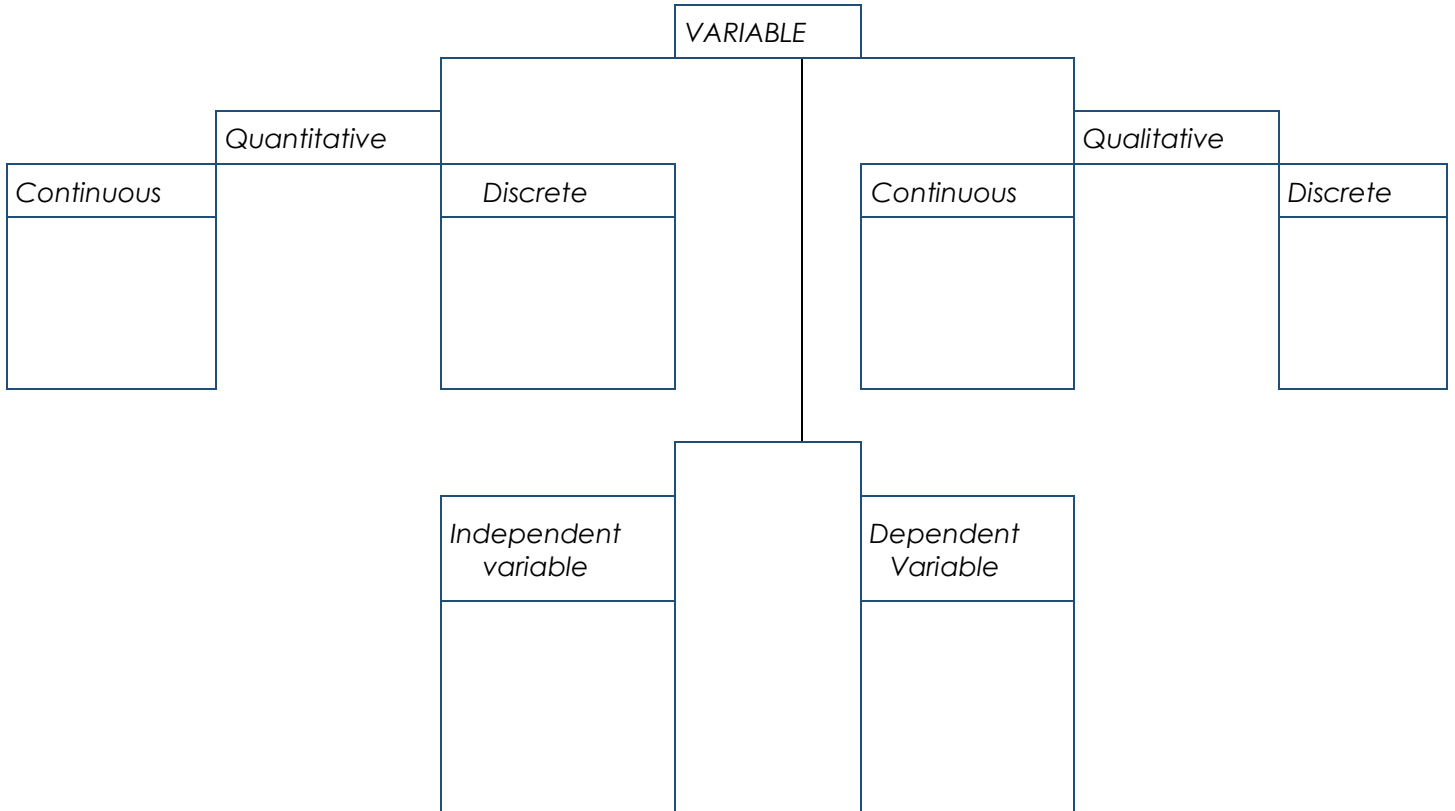 VARIABLE
Quantitative
Qualitative
Continuous
Discrete
Continuous
Discrete
Independent
variable
Dependent
Variable